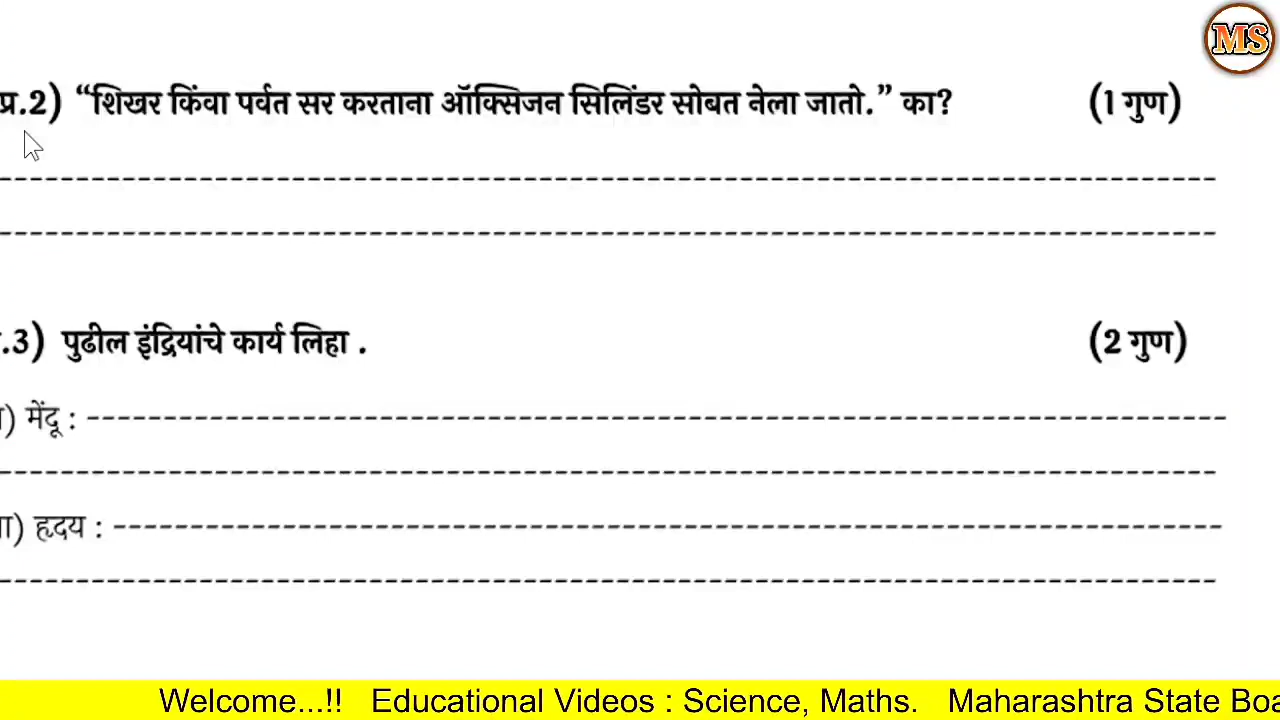 MS
प्र.2) “शिखर किंवा पर्वत सर करताना ऑक्सिजन सिलिंडर सोबत नेला जातो.” का? (1 गुण)
.3) पुढील इंद्रियांचे कार्य लिहा . (2 गुण)
) मेंदू :
) हृदय :
Welcome...!! Educational Videos : Science, Maths. Maharashtra State Boa